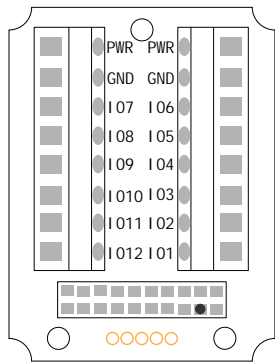 PWR PWR
GND GND
IO7 IO6
IO8 IO5
IO9 IO4
IO10 IO3
IO11 IO2
IO12 IO1